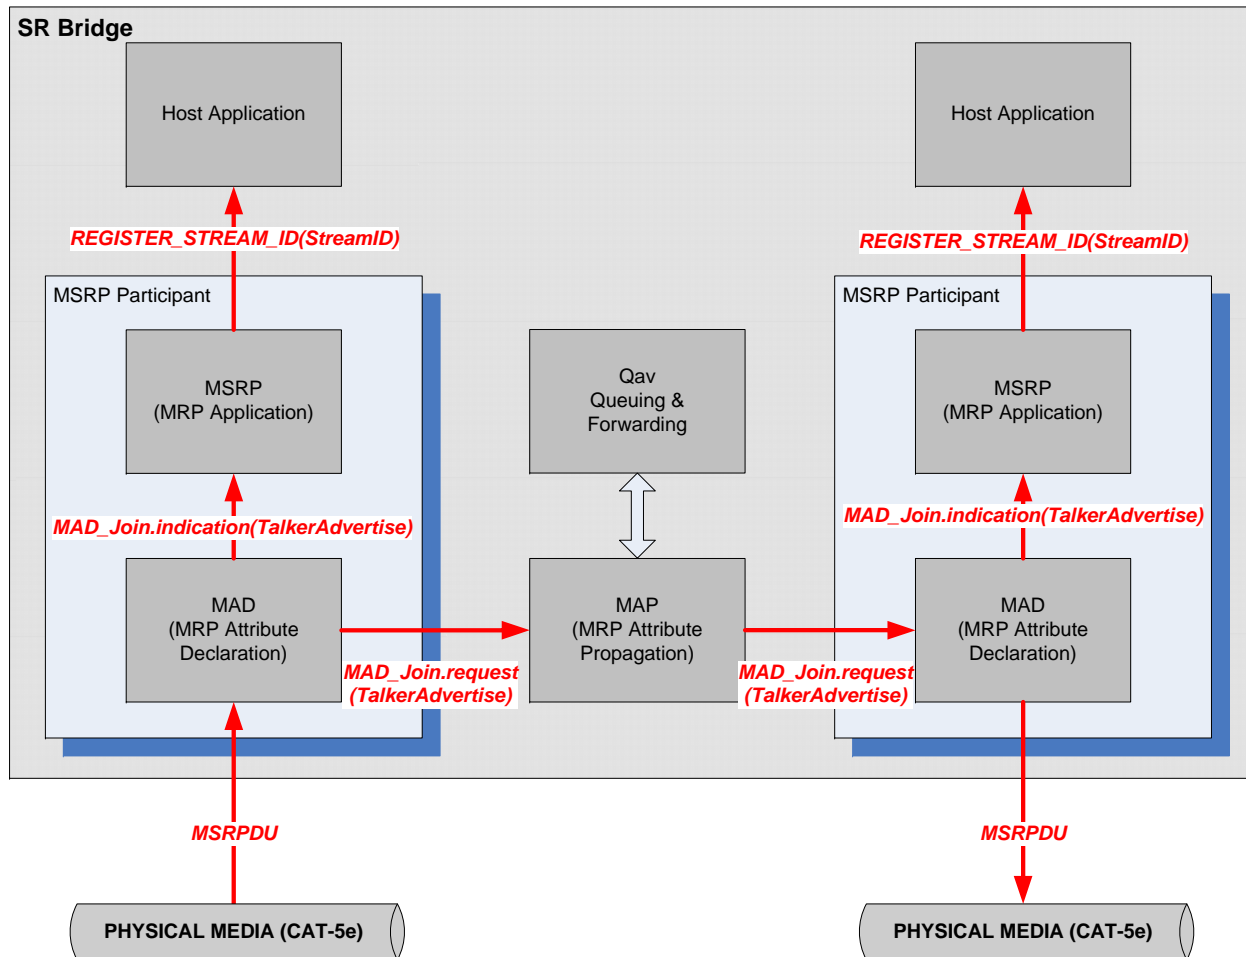 SR Bridge
Host Application
Host Application
REGISTER_STREAM_ID(StreamID)
REGISTER_STREAM_ID(StreamID)
MSRP Participant
MSRP Participant
MSRP
(MRP Application)
Qav
Queuing &
Forwarding
MSRP
(MRP Application)
MAD_Join.indication(TalkerAdvertise)
MAD_Join.indication(TalkerAdvertise)
MAD
(MRP Attribute
Declaration)
MAP
(MRP Attribute
Propagation)
MAD
(MRP Attribute
Declaration)
MAD_Join.request
(TalkerAdvertise)
MAD_Join.request
(TalkerAdvertise)
MSRPDU
MSRPDU
PHYSICAL MEDIA (CAT-5e)
PHYSICAL MEDIA (CAT-5e)